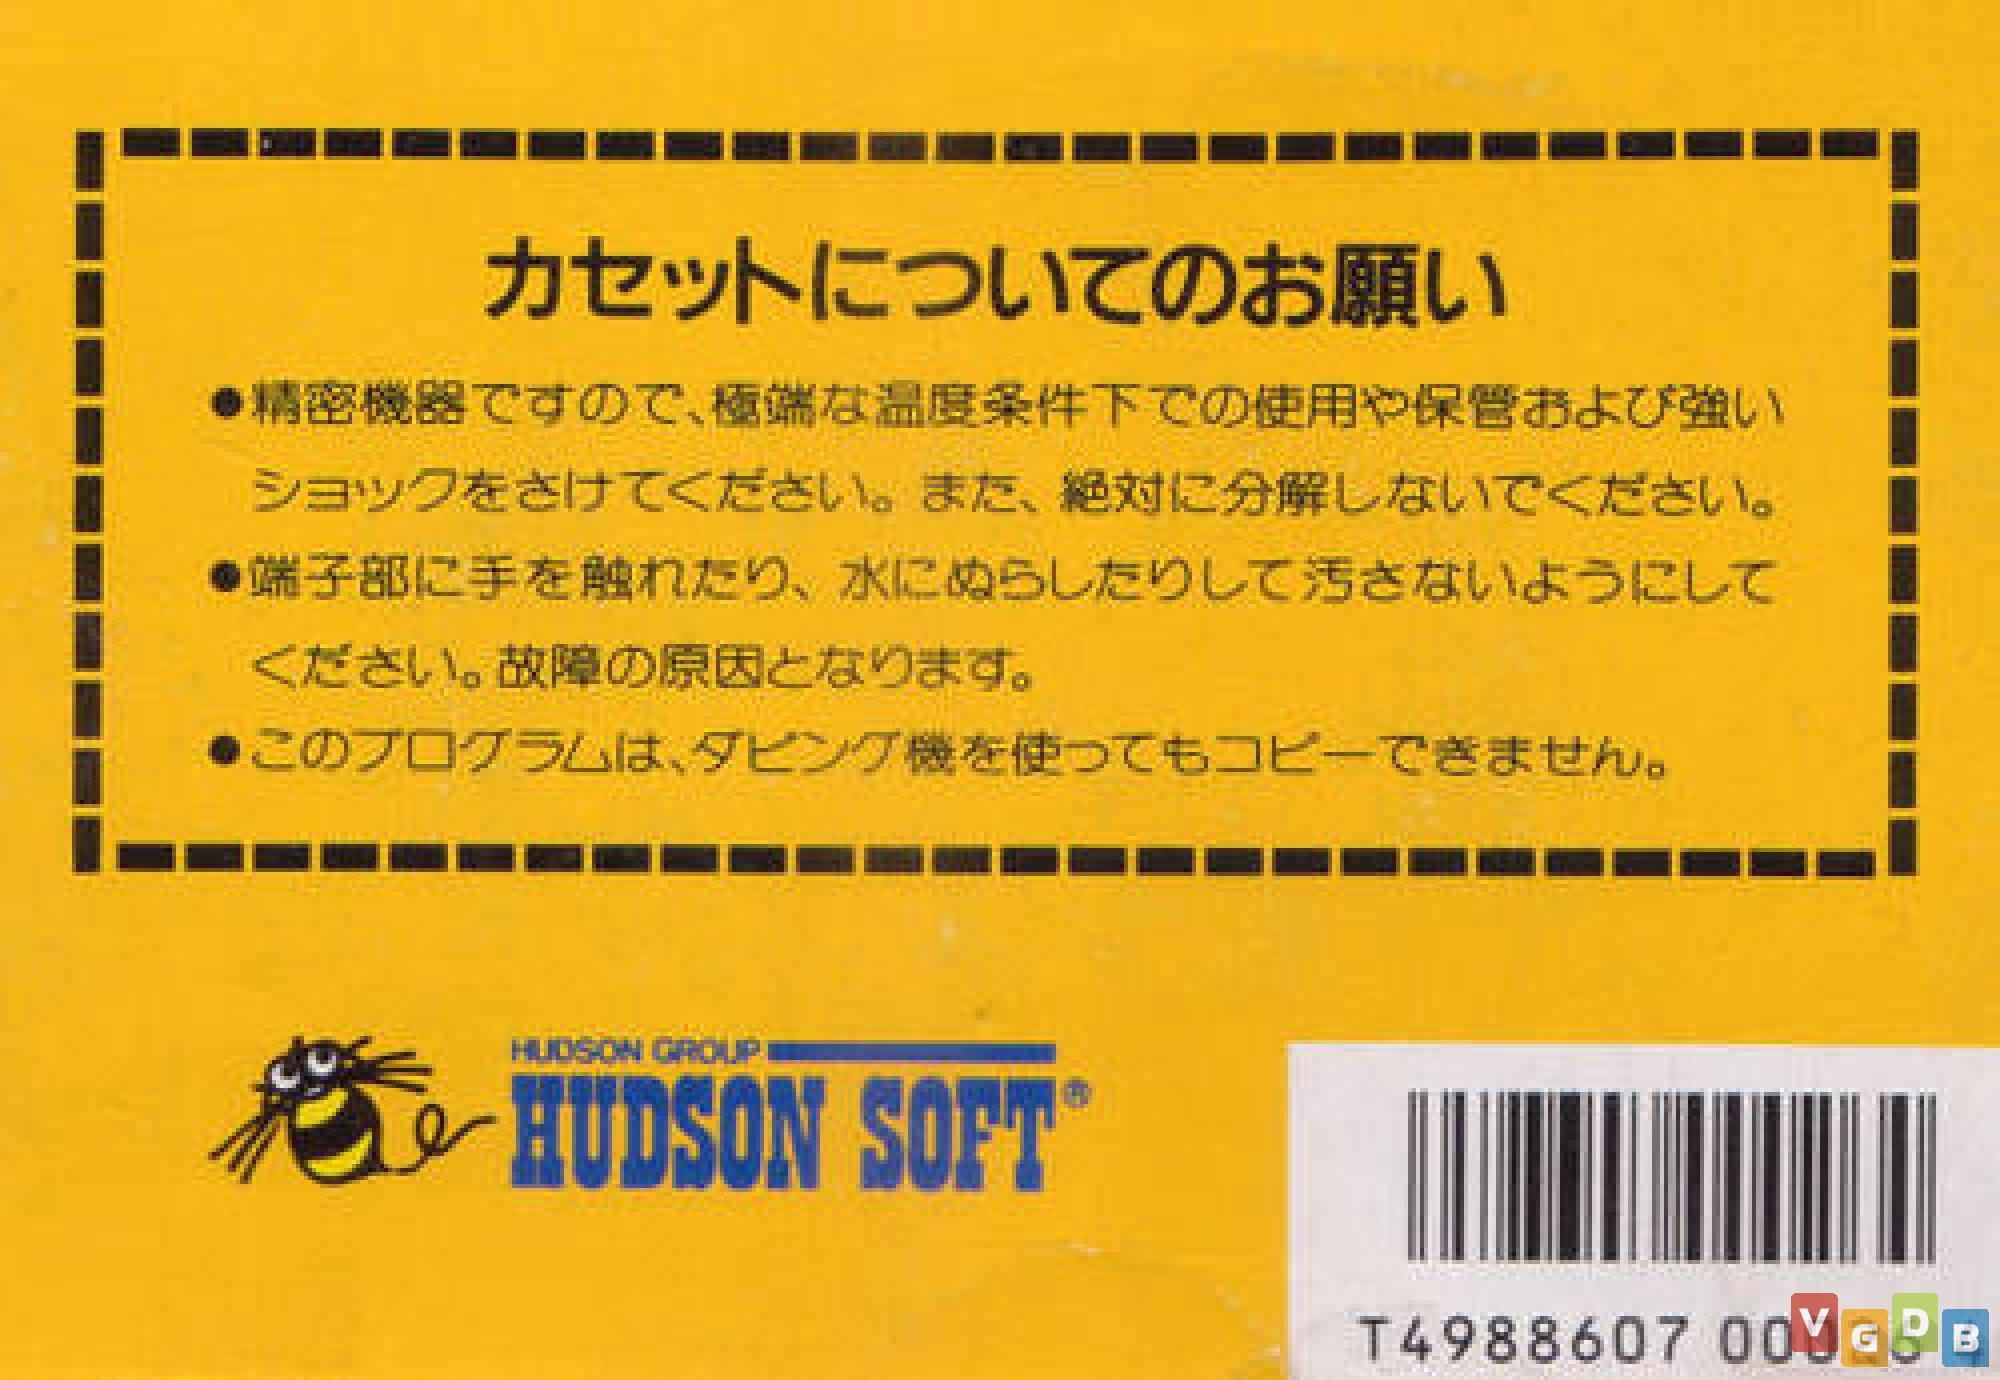 カセットについてのお願い
●精密機器ですので、極端な温度条件下での使用や保管および強い
ショックをさけてください。また、絶対に分解しないでください。
●端子部に手を触れたり、水にぬらしたりして汚さないようにして
ください。故障の原因となります。
●このプログラムは、ダビング機を使ってもコピーできません。
HUDSON GROUP
HUDSON SOFT®
T4988607
VGDB